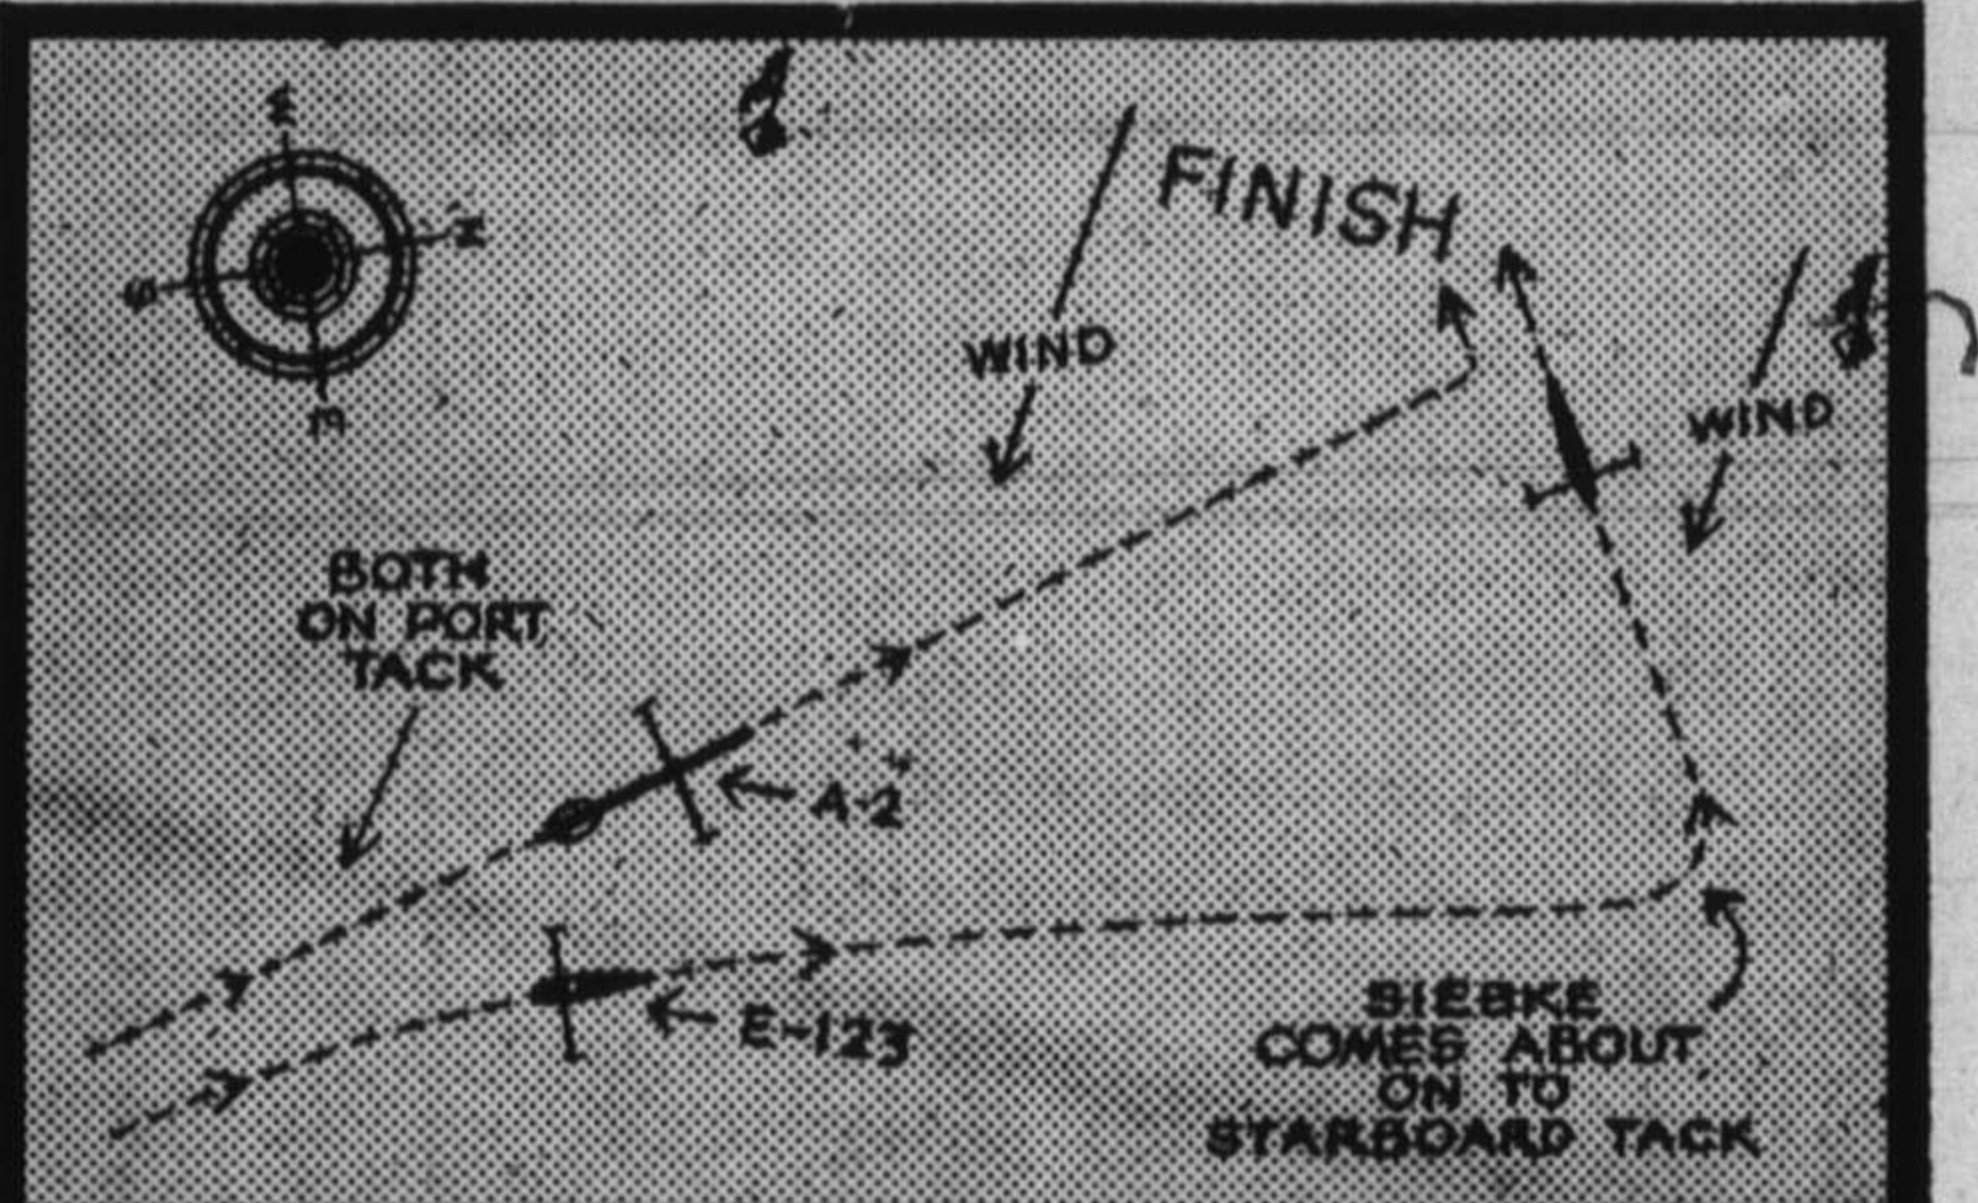 W
N
S
E
FINISH
WIND
WIND
BOTH
ON PORT
TACK
A-2
E-123
SIEBKE
COMES ABOUT
ON TO
STARBOARD TACK